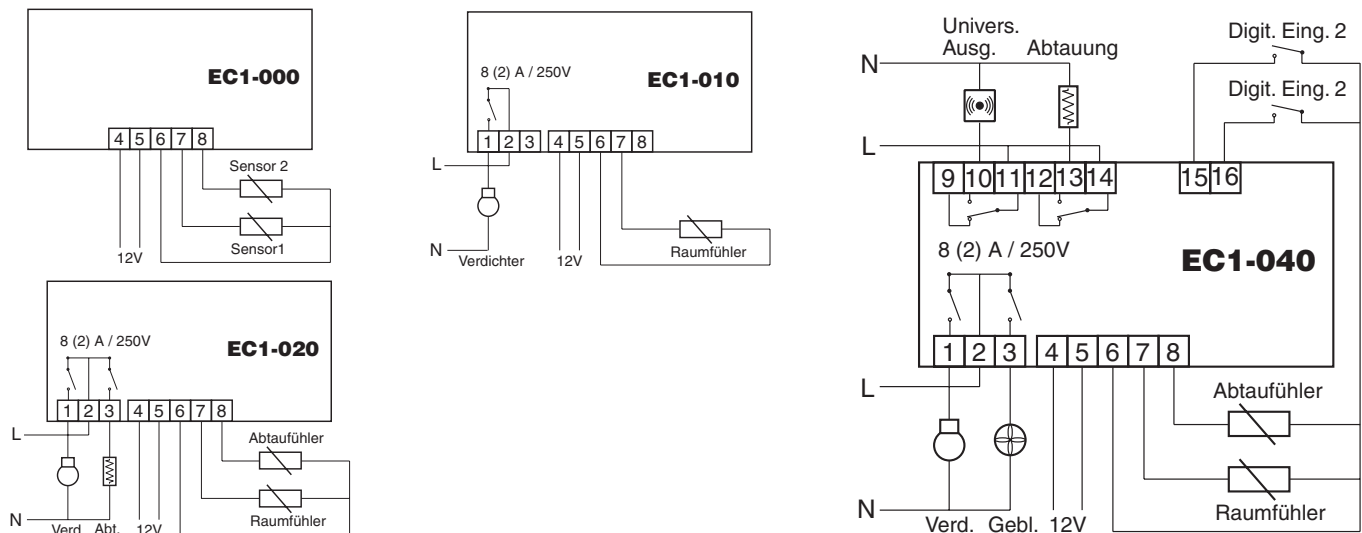 EC1-000
4 5 6 7 8
Sensor 2
Sensor1
12V
8 (2) A / 250V
EC1-010
1 2 3 4 5 6 7 8
L
N
Verdichter 12V Raumfühler
8 (2) A / 250V
EC1-020
1 2 3 4 5 6 7 8
L
Abtaufühler
Raumfühler
N
Verd. Abt. 12V
Univers.
Ausg. Abtauung
Digit. Eing. 2
N
Digit. Eing. 2
L
9 10 11 12 13 14 15 16
8 (2) A / 250V
EC1-040
1 2 3 4 5 6 7 8
L
Abtaufühler
Raumfühler
N
Verd. Gebl. 12V